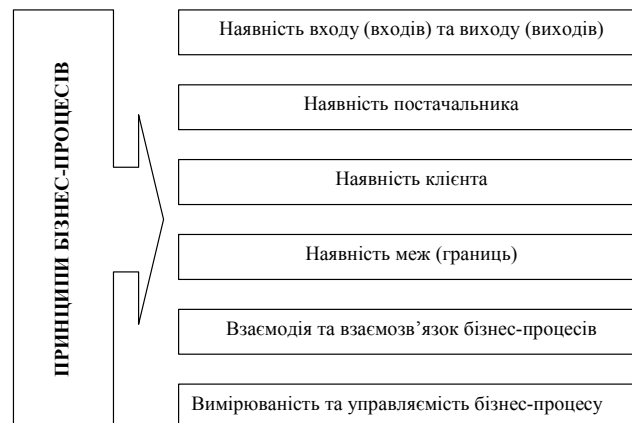 ПРИНЦИПИ БІЗНЕС-ПРОЦЕСІВ
Наявність входу (входів) та виходу (виходів)
Наявність постачальника
Наявність клієнта
Наявність меж (границь)
Взаємодія та взаємозв’язок бізнес-процесів
Вимірюваність та управляємість бізнес-процесу